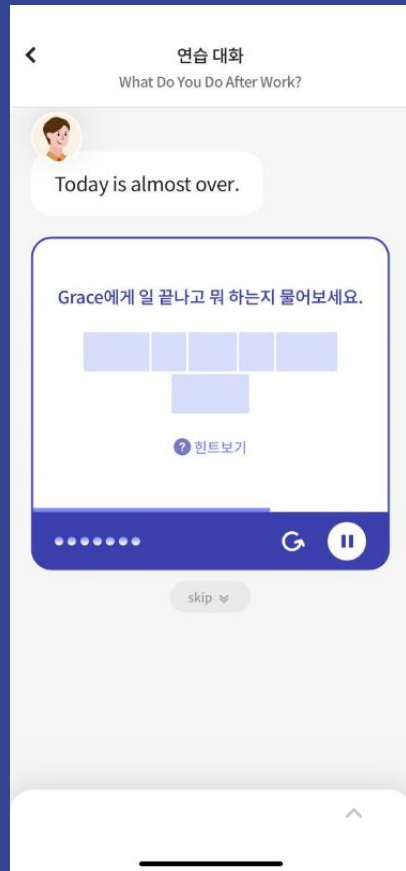 연습 대화
What Do You Do After Work?
Today is almost over.
Grace에게 일 끝나고 뭐 하는지 물어보세요.
? 힌트보기
skip